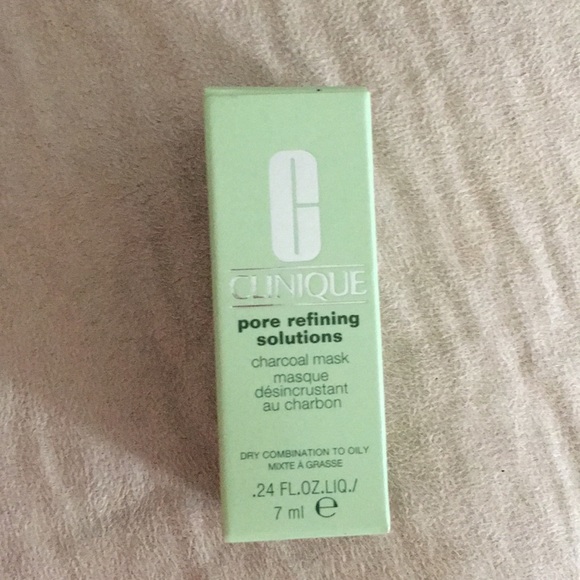 C
CLINIQUE
pore refining
solutions
charcoal mask
masque
désincrustant
au charbon
DRY COMBINATION TO OILY
MIXTE À GRASSE
.24 FL.OZ.LIQ./
7 ml e